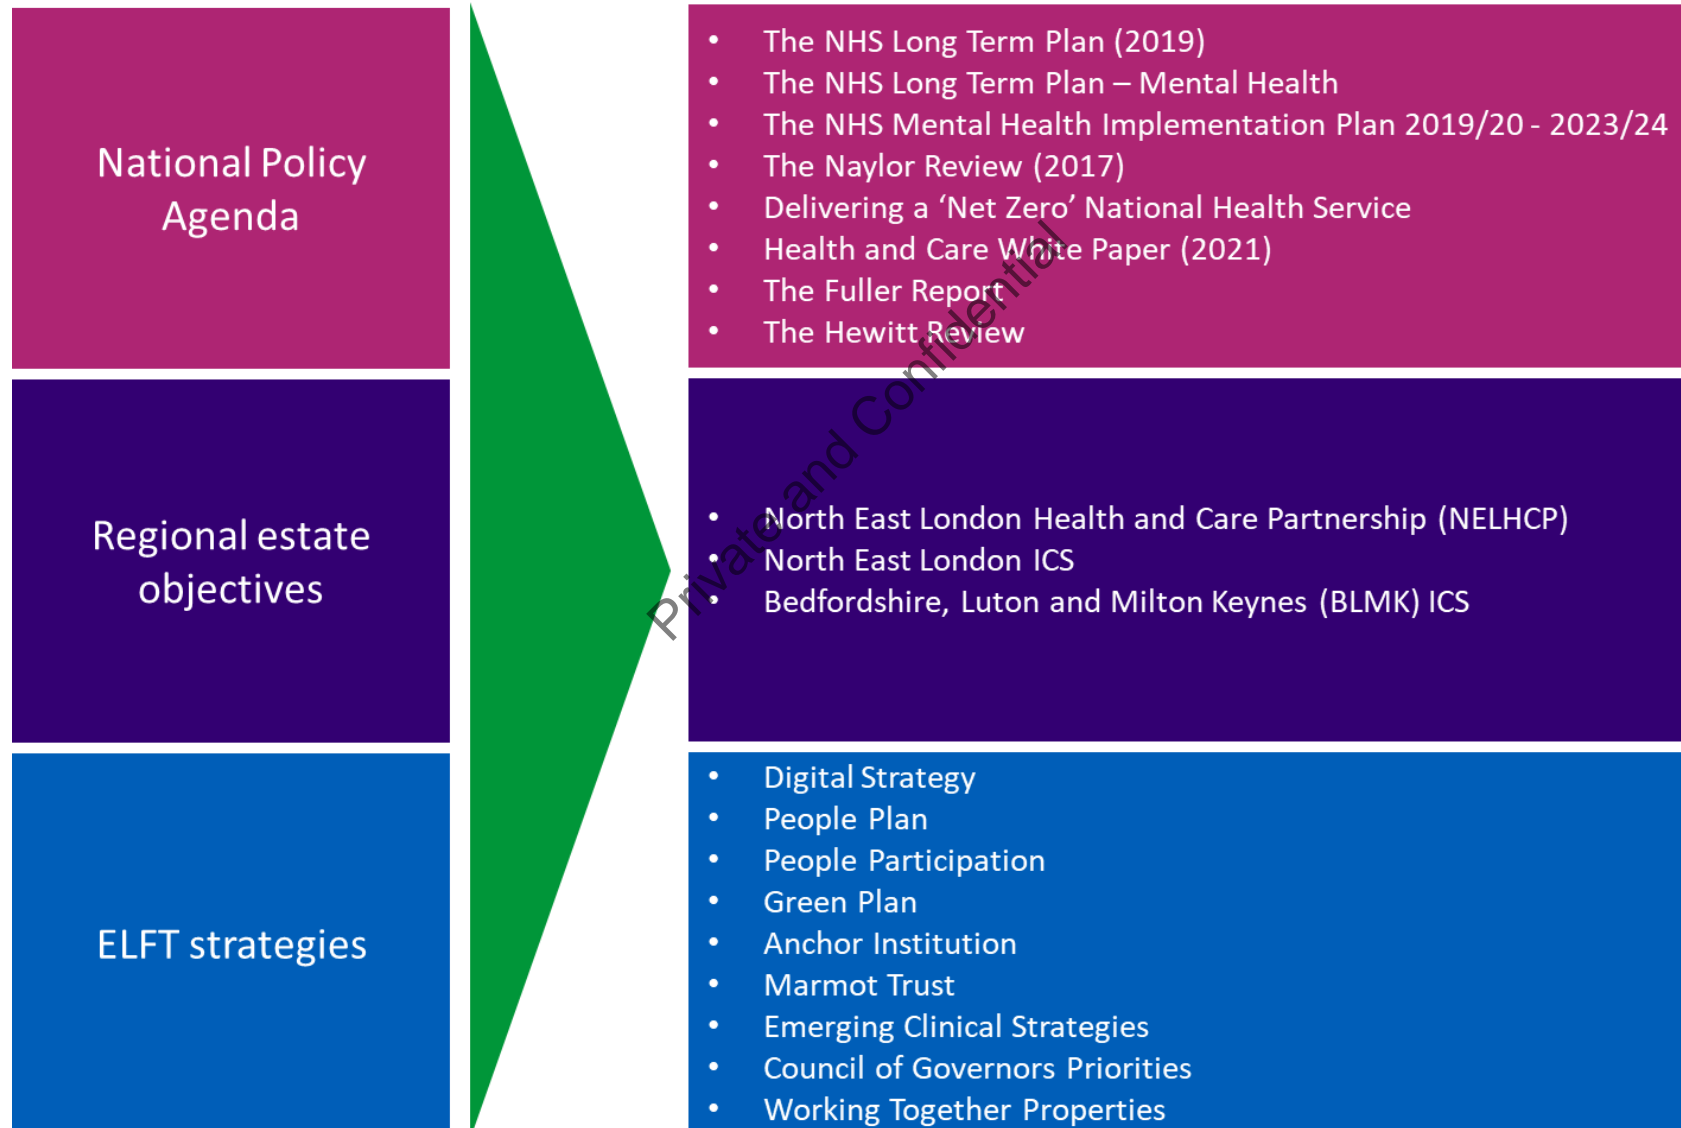 National Policy
Agenda
• The NHS Long Term Plan (2019)
• The NHS Long Term Plan – Mental Health
• The NHS Mental Health Implementation Plan 2019/20 - 2023/24
• The Naylor Review (2017)
• Delivering a ‘Net Zero’ National Health Service
• Health and Care White Paper (2021)
• The Fuller Report
• The Hewitt Review
Regional estate
objectives
• North East London Health and Care Partnership (NELHCP)
• North East London ICS
• Bedfordshire, Luton and Milton Keynes (BLMK) ICS
ELFT strategies
• Digital Strategy
• People Plan
• People Participation
• Green Plan
• Anchor Institution
• Marmot Trust
• Emerging Clinical Strategies
• Council of Governors Priorities
• Working Together Properties
Private and Confidential